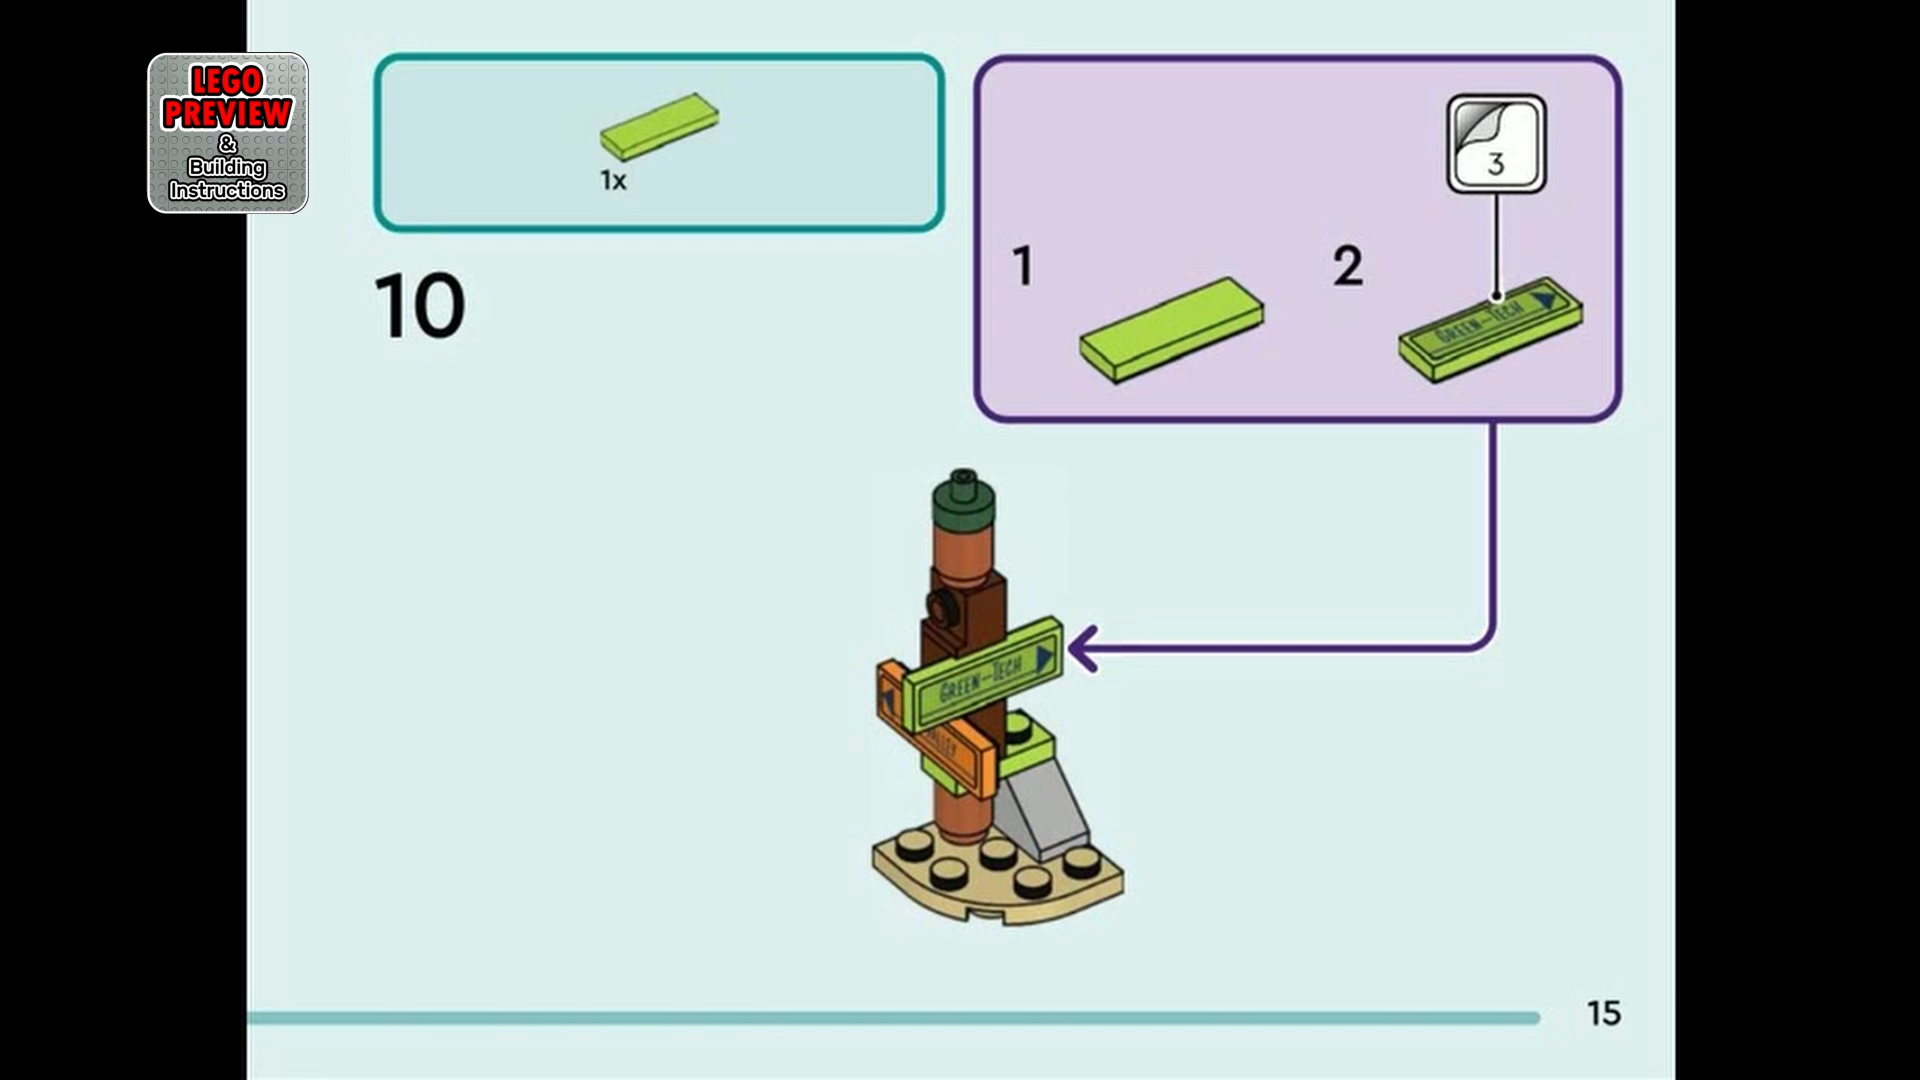 LEGO
PREVIEW
&
Building
Instructions
1x
10
3
1
2
GREEN-TECH
GREEN-TECH
15